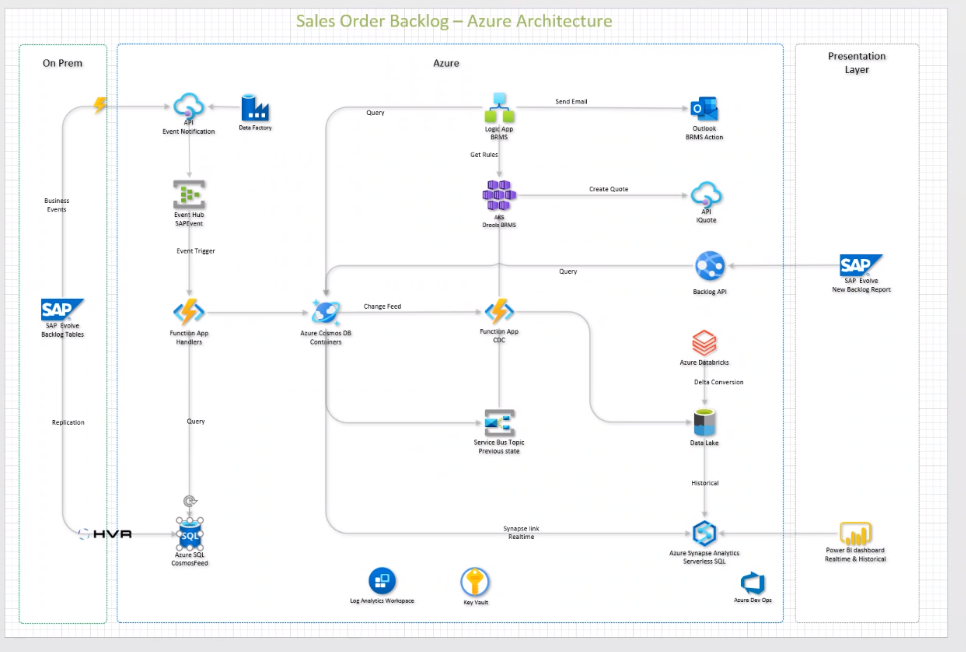 Sales Order Backlog – Azure Architecture
On Prem
Azure
Presentation
Layer
API
Event Notification
Data Factory
Query
Logic App
BRMS
Send Email
Outlook
BRMS Action
Get Rules
Business
Events
Event Hub
SAPEvent
AKS
Drools BRMS
Create Quote
API
IQuote
Event Trigger
Query
Backlog API
SAP
SAP Evolve
New Backlog Report
SAP
SAP Evolve
Backlog Tables
Function App
Handlers
Azure Cosmos DB
Containers
Change Feed
Function App
CDC
Azure Databricks
Delta Conversion
Replication
Query
Service Bus Topic
Previous state
Data Lake
Historical
HVR
SQL
Azure SQL
CosmosFeed
Synapse link
Realtime
Azure Synapse Analytics
Serverless SQL
Power BI dashboard
Realtime & Historical
Log Analytics Workspace
Key Vault
Azure Dev Ops